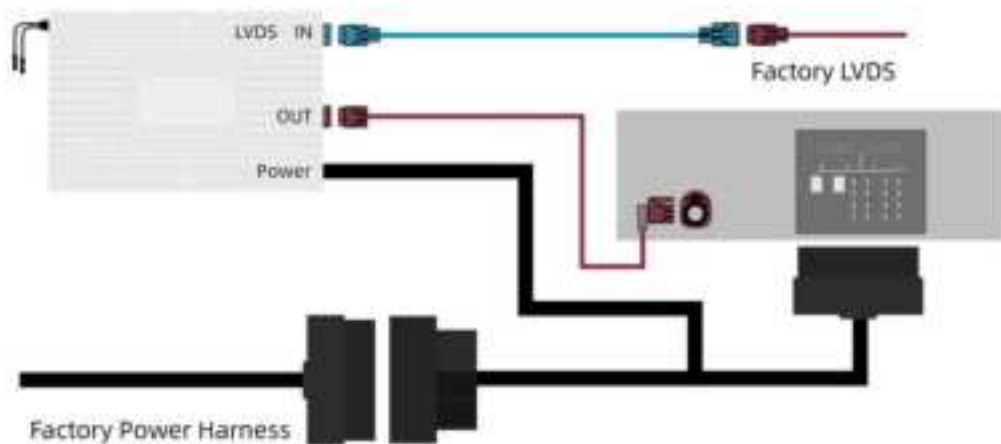 LVDS IN
Factory LVDS
OUT
Power
Factory Power Harness